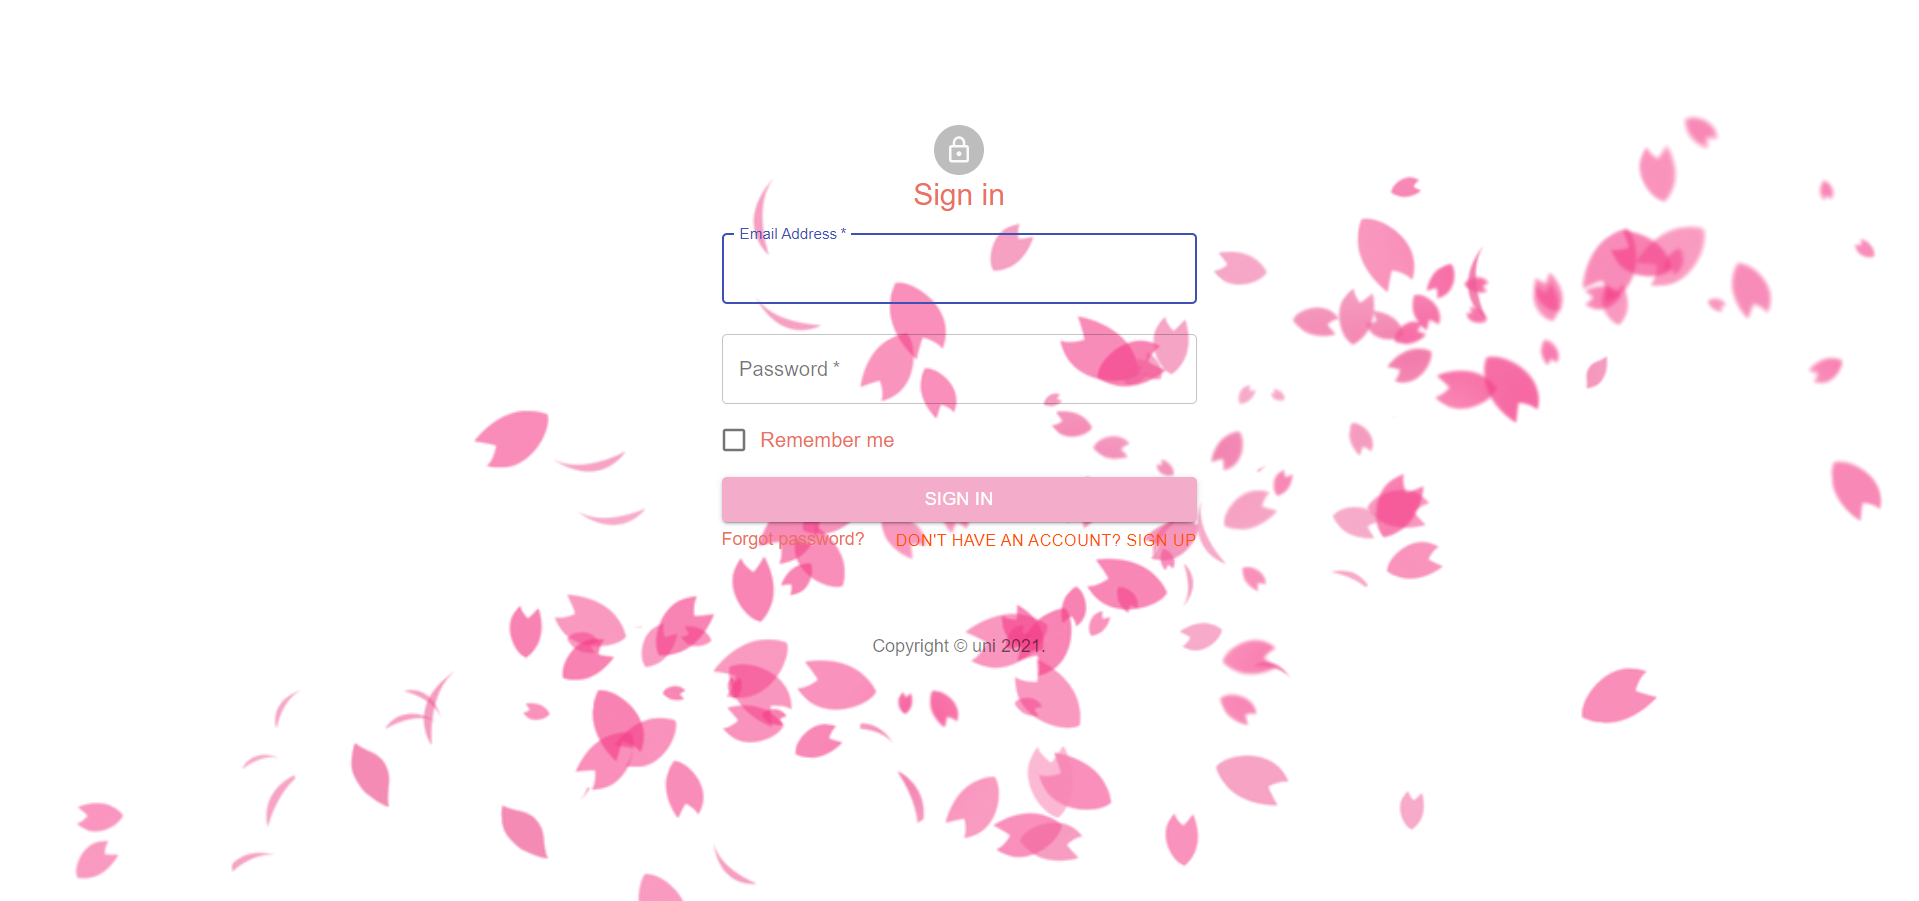 Sign in
Email Address *
Password *
Remember me
SIGN IN
Forgot password? DON'T HAVE AN ACCOUNT? SIGN UP
Copyright © uni 2021.